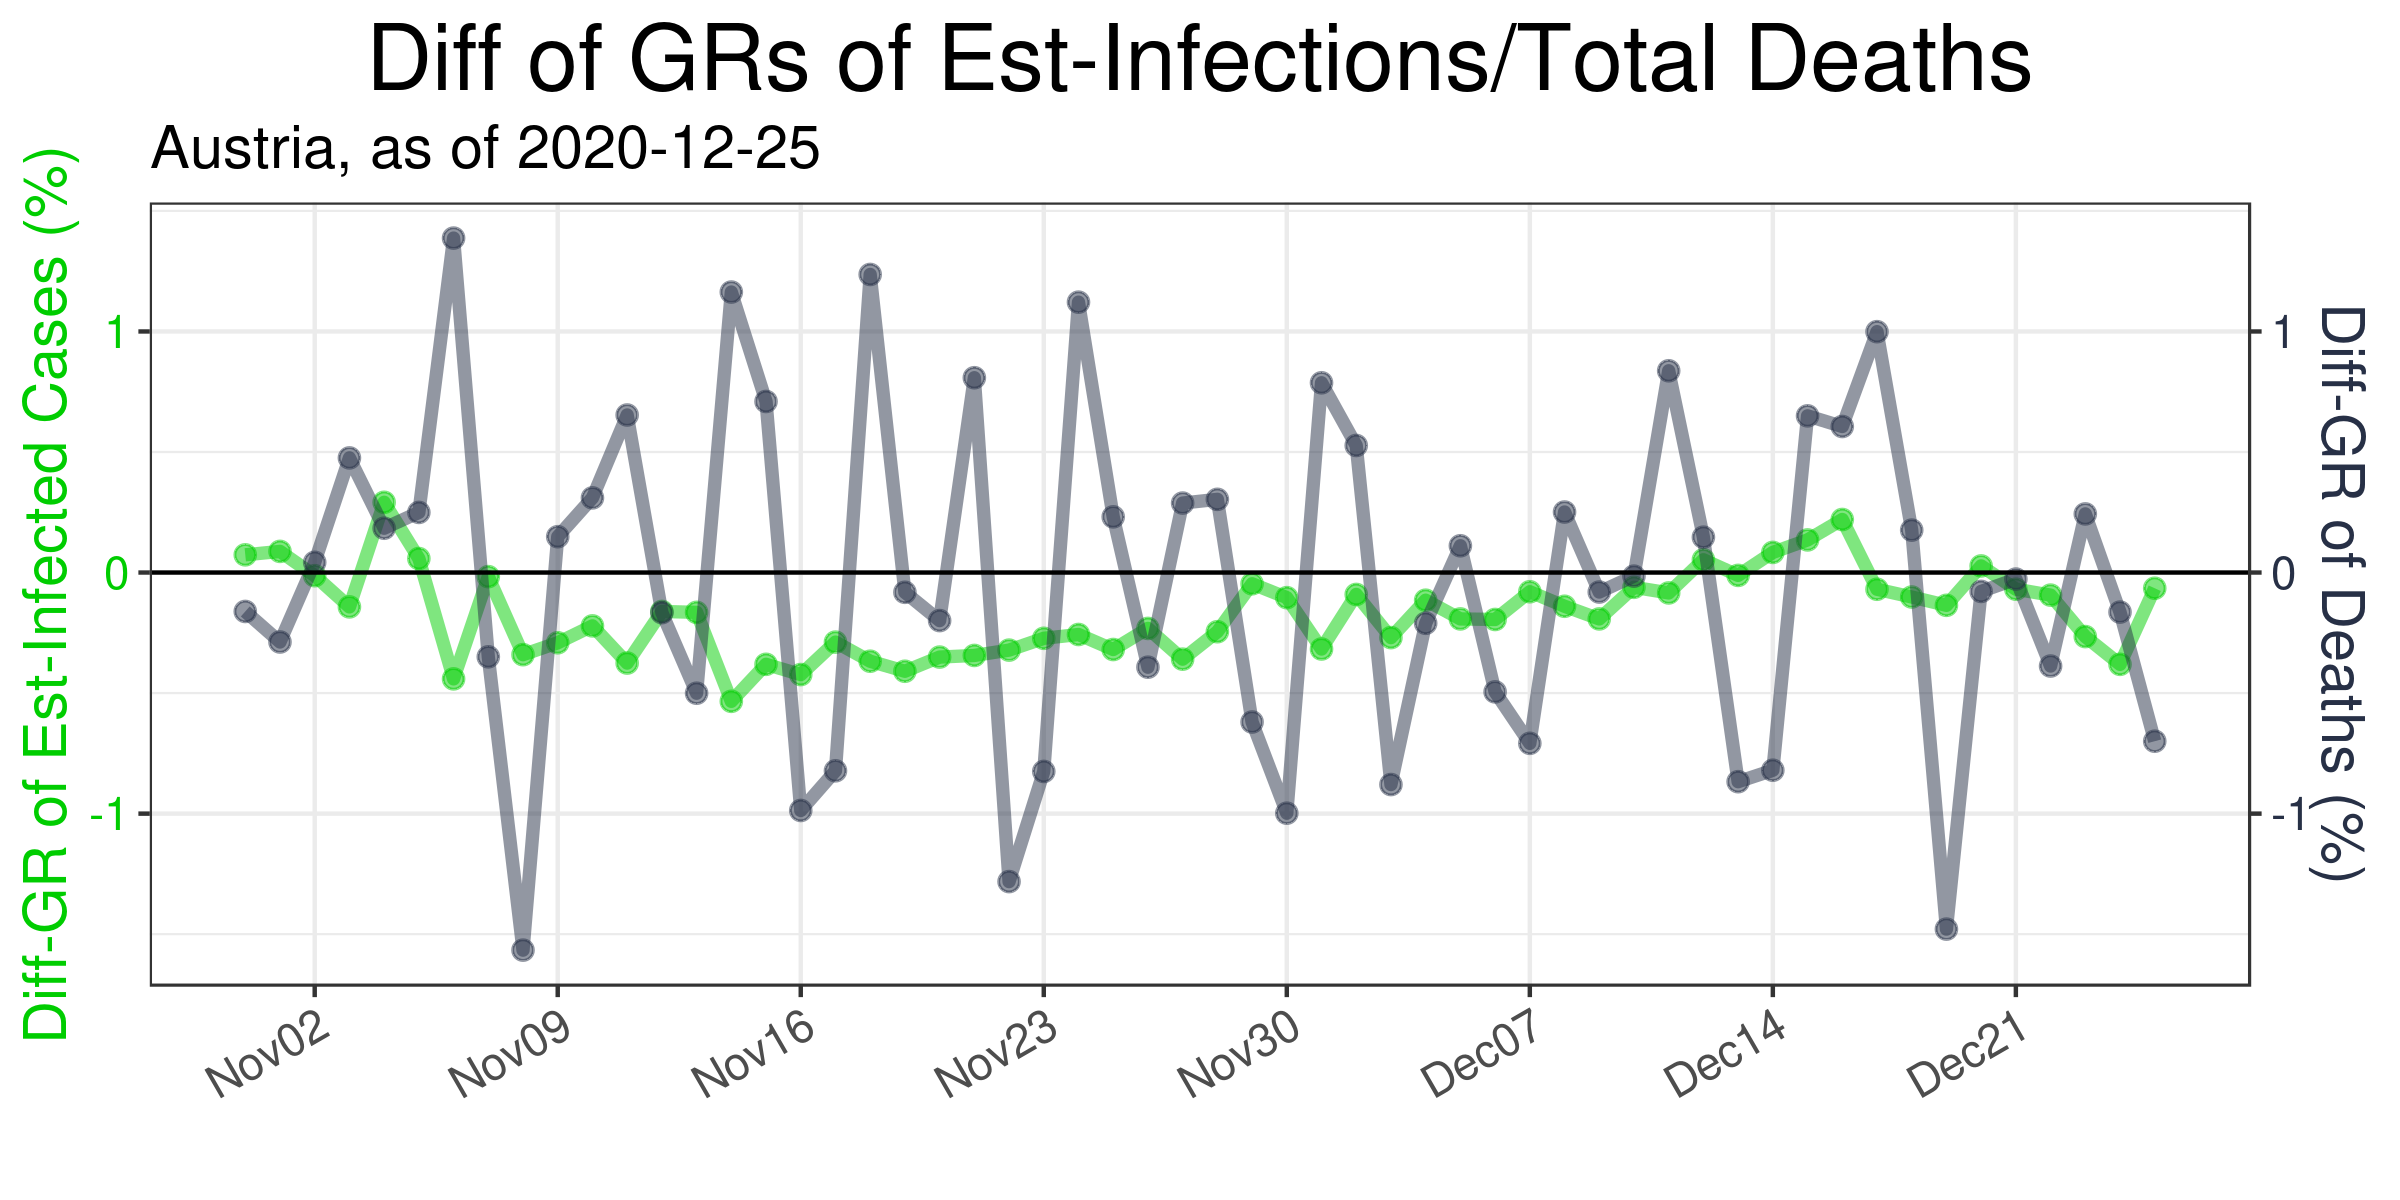 Diff of GRs of Est-Infections/Total Deaths
Austria, as of 2020-12-25
Diff-GR of Est-Infected Cases (%)
1
0
-1
1
0
-1
Diff-GR of Deaths (%)
Nov02
Nov09
Nov16
Nov23
Nov30
Dec07
Dec14
Dec21